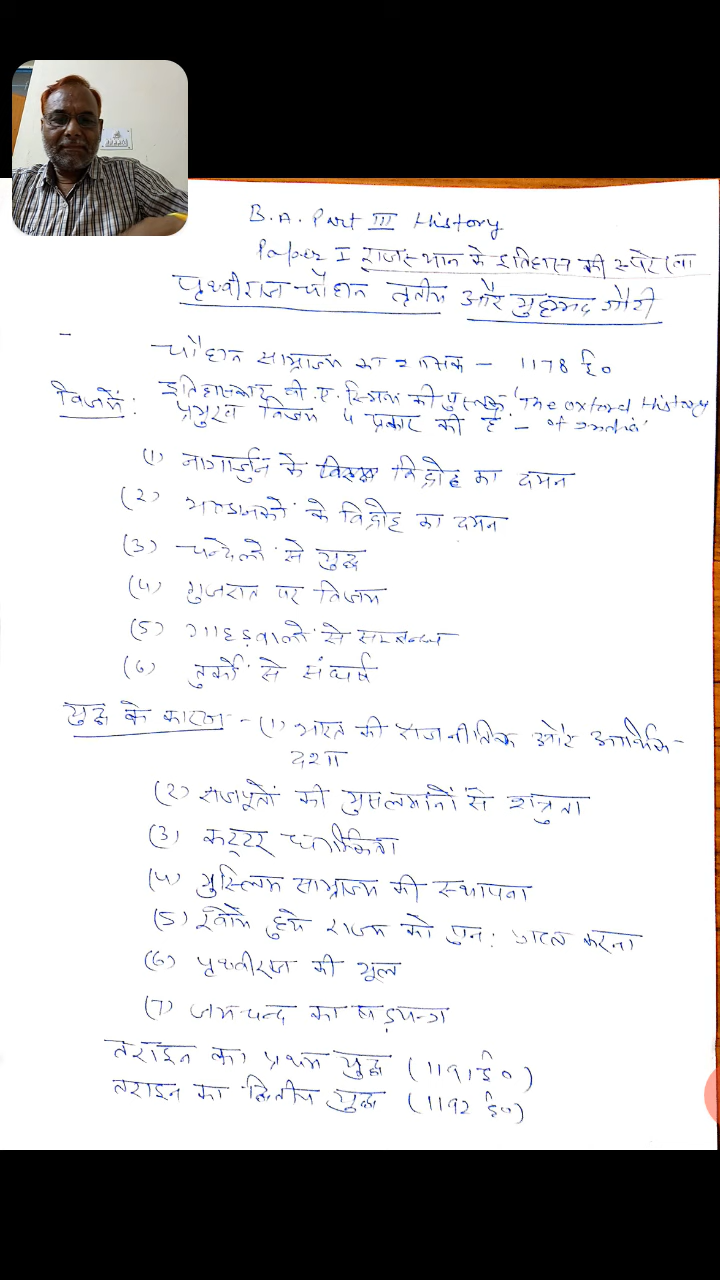 B.A. Part III History
Paper I राजस्थान के इतिहास की रूपरेखा
पृथ्वीराज चौहान तृतीय और मुहम्मद गौरी
चौहान साम्राज्य का शासक - 1178 ई०
इतिहासकार वी. ए. स्मिथ की पुस्तक 'The Oxford History
of India'
विजयें : प्रमुख विजय 4 प्रकार की है -
(1) नागार्जुन के विद्रोह का दमन
(2) भण्डानकों के विद्रोह का दमन
(3) चन्देलों से युद्ध
(4) गुजरात पर विजय
(5) गाहड़वालों से सम्बन्ध
(6) तुर्कों से संघर्ष
युद्ध के कारण - (1) भारत की राजनीतिक और आर्थिक -
दशा
(2) राजपूतों की मुसलमानों से शत्रुता
(3) कट्टर धार्मिकता
(4) मुस्लिम साम्राज्य की स्थापना
(5) खोये हुये राज्य को पुन: प्राप्त करना
(6) पृथ्वीराज की भूल
(7) जयचन्द का षड़यन्त्र
तराइन का प्रथम युद्ध (1191 ई०)
तराइन का द्वितीय युद्ध (1192 ई०)